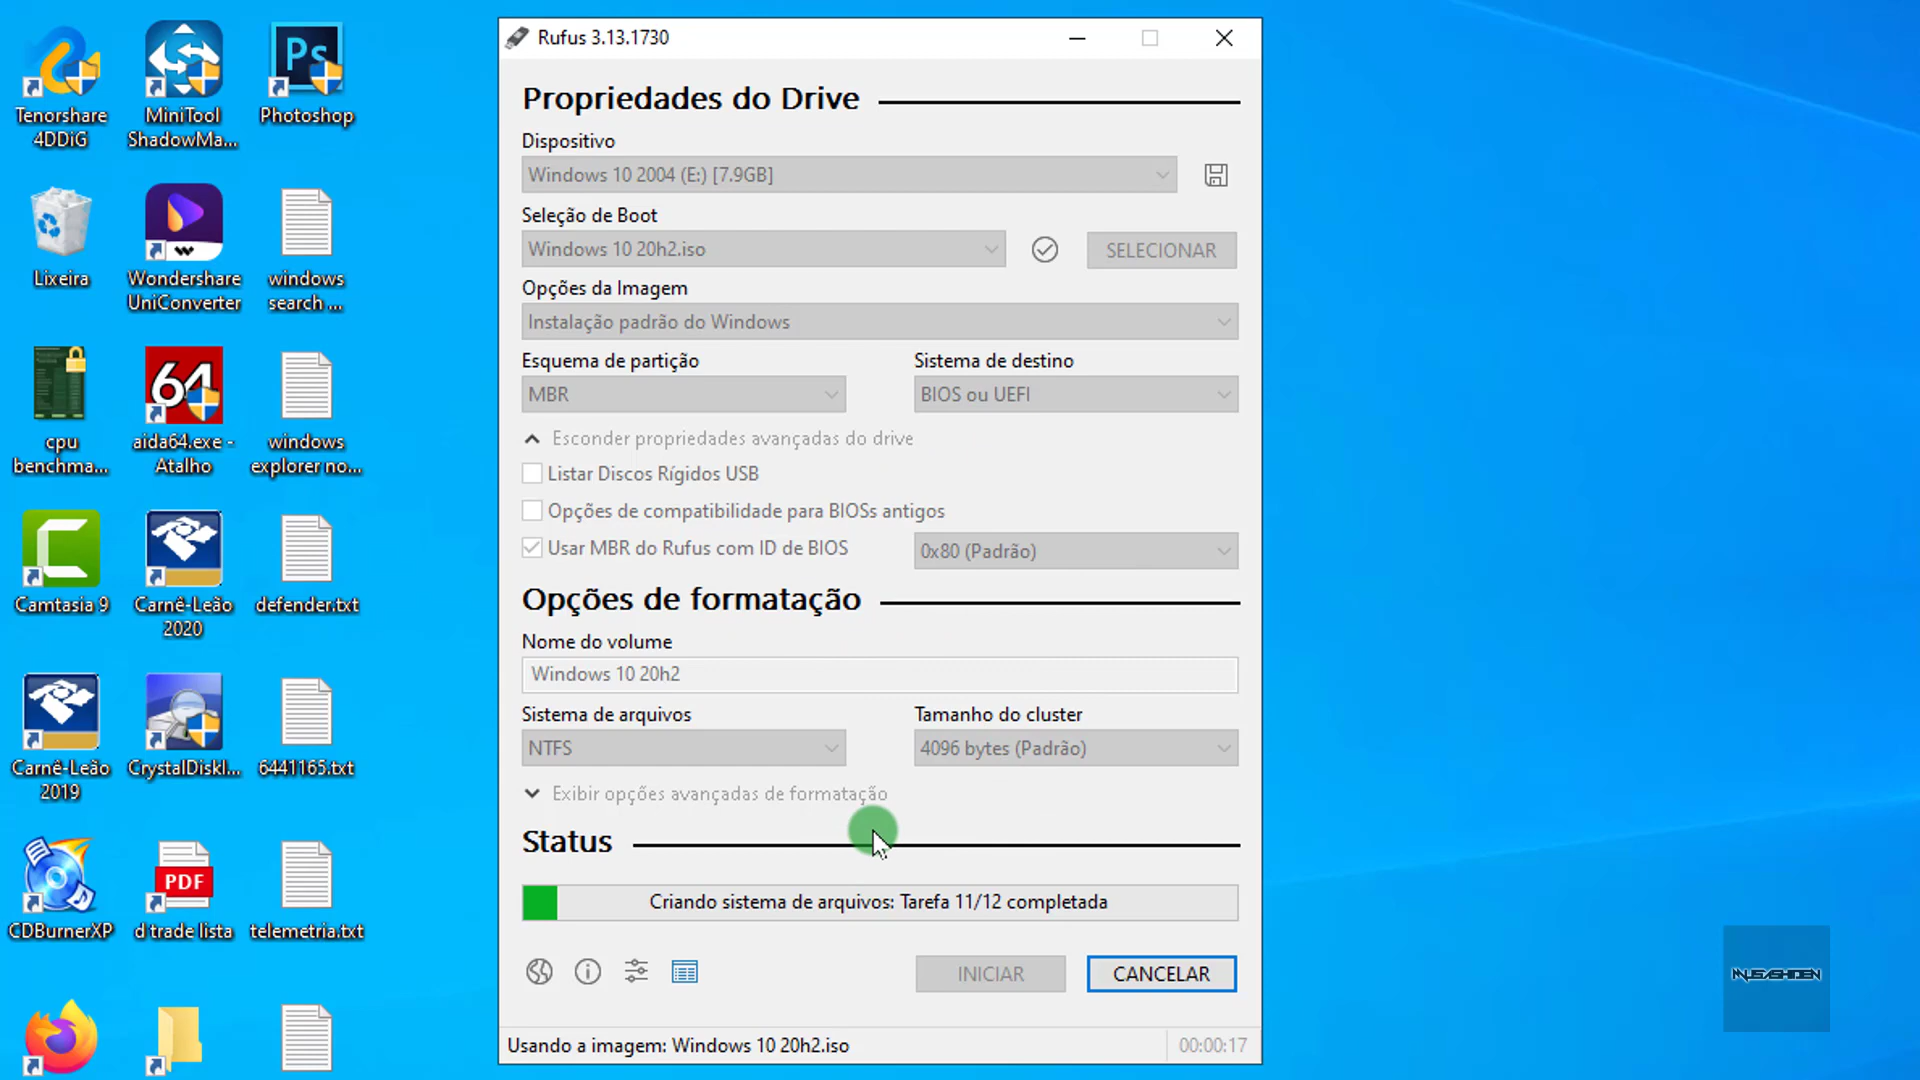 Tenorshare
4DDiG
MiniTool
ShadowMa...
Ps
Photoshop
Lixeira
Wondershare
UniConverter
windows
search ...
cpu
benchma...
64
aida64.exe -
Atalho
windows
explorer no...
Camtasia 9
Carnê-Leão
2020
defender.txt
Carnê-Leão
2019
CrystalDiskI...
6441165.txt
CDBurnerXP
PDF
d trade lista
telemetria.txt
Rufus 3.13.1730
Propriedades do Drive
Dispositivo
Windows 10 2004 (E:) [7.9GB]
Seleção de Boot
Windows 10 20h2.iso
SELECIONAR
Opções da Imagem
Instalação padrão do Windows
Esquema de partição
Sistema de destino
MBR
BIOS ou UEFI
Esconder propriedades avançadas do drive
Listar Discos Rígidos USB
Opções de compatibilidade para BIOSs antigos
Usar MBR do Rufus com ID de BIOS
0x80 (Padrão)
Opções de formatação
Nome do volume
Windows 10 20h2
Sistema de arquivos
Tamanho do cluster
NTFS
4096 bytes (Padrão)
Exibir opções avançadas de formatação
Status
Criando sistema de arquivos: Tarefa 11/12 completada
INICIAR
CANCELAR
Usando a imagem: Windows 10 20h2.iso
00:00:17